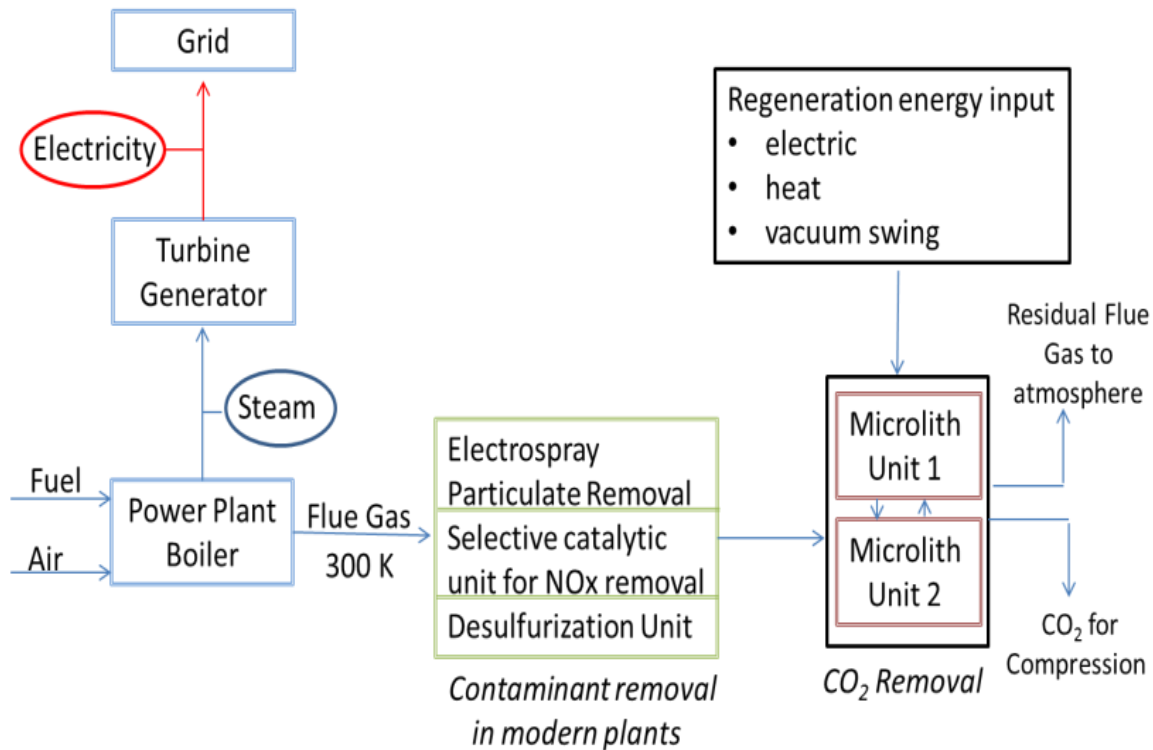 Grid
Electricity
Turbine
Generator
Steam
Fuel
Air
Power Plant
Boiler
Flue Gas
300 K
Electrospray
Particulate Removal
Selective catalytic
unit for NOx removal
Desulfurization Unit
Contaminant removal
in modern plants
Regeneration energy input
• electric
• heat
• vacuum swing
Microlith
Unit 1
Microlith
Unit 2
CO₂ Removal
Residual Flue
Gas to
atmosphere
CO₂ for
Compression